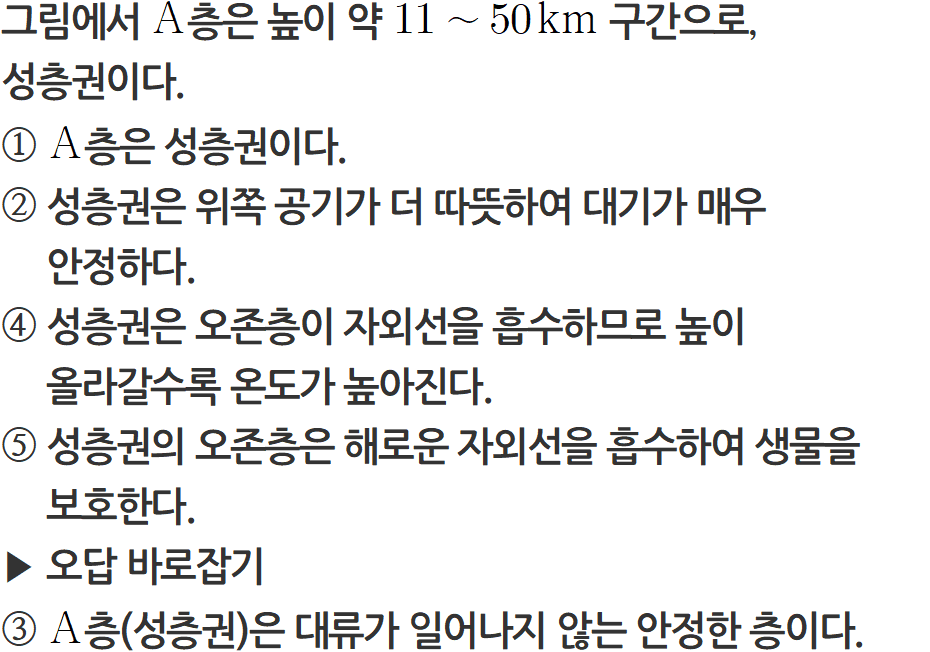 그림에서 A층은 높이 약 11 ~ 50km 구간으로,
성층권이다.
① A층은 성층권이다.
② 성층권은 위쪽 공기가 더 따뜻하여 대기가 매우
안정하다.
④ 성층권은 오존층이 자외선을 흡수하므로 높이
올라갈수록 온도가 높아진다.
⑤ 성층권의 오존층은 해로운 자외선을 흡수하여 생물을
보호한다.
▶ 오답 바로잡기
③ A층(성층권)은 대류가 일어나지 않는 안정한 층이다.